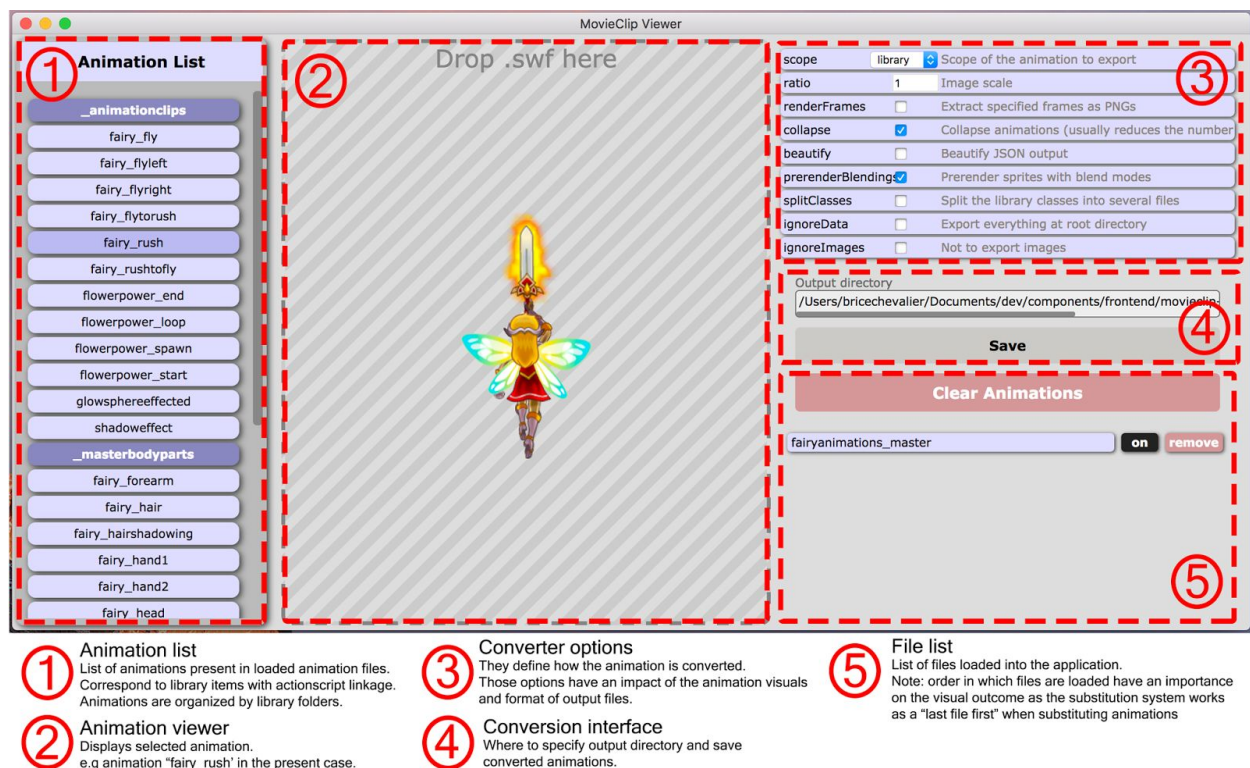 MovieClip Viewer
1
Animation List
_animationclips
fairy_fly
fairy_flyleft
fairy_flyright
fairy_flytorush
fairy_rush
fairy_rushtofly
flowerpower_end
flowerpower_loop
flowerpower_spawn
flowerpower_start
glowsphereeffected
shadoweffect
_masterbodyparts
fairy_forearm
fairy_hair
fairy_hairshadowing
fairy_hand1
fairy_hand2
fairy_head
2
Drop .swf here
3
scope library Scope of the animation to export
ratio 1 Image scale
renderFrames Extract specified frames as PNGs
collapse Collapse animations (usually reduces the number
beautify Beautify JSON output
prerenderBlendings Prerender sprites with blend modes
splitClasses Split the library classes into several files
ignoreData Export everything at root directory
ignoreImages Not to export images
4
Output directory
/Users/bricechevalier/Documents/dev/components/frontend/movieclip-
Save
5
Clear Animations
fairyanimations_master on remove
1
Animation list
List of animations present in loaded animation files.
Correspond to library items with actionscript linkage.
Animations are organized by library folders.
2
Animation viewer
Displays selected animation.
e.g animation “fairy_rush’ in the present case.
3
Converter options
They define how the animation is converted.
Those options have an impact of the animation visuals
and format of output files.
4
Conversion interface
Where to specify output directory and save
converted animations.
5
File list
List of files loaded into the application.
Note: order in which files are loaded have an importance
on the visual outcome as the substitution system works
as a “last file first” when substituting animations